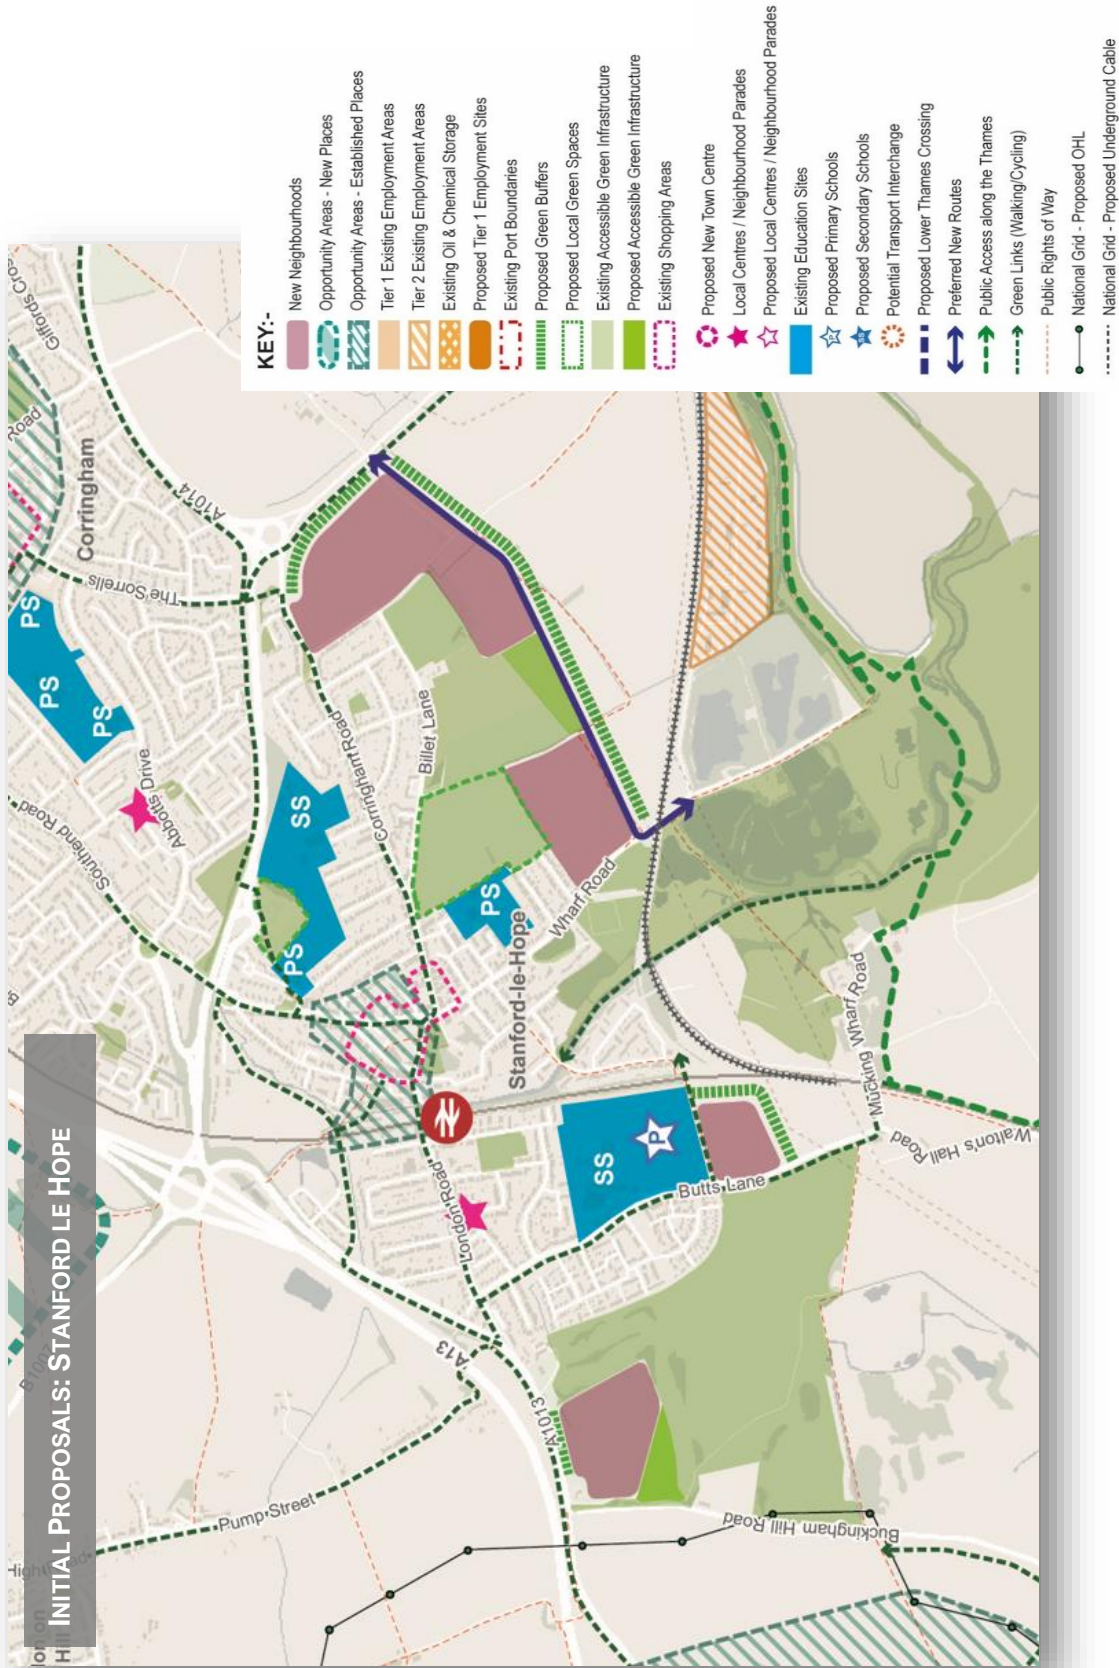 INITIAL PROPOSALS: STANFORD LE HOPE
KEY:-
New Neighbourhoods
Opportunity Areas - New Places
Opportunity Areas - Established Places
Tier 1 Existing Employment Areas
Tier 2 Existing Employment Areas
Existing Oil & Chemical Storage
Proposed Tier 1 Employment Sites
Existing Port Boundaries
Proposed Green Buffers
Proposed Local Green Spaces
Existing Accessible Green Infrastructure
Proposed Accessible Green Infrastructure
Existing Shopping Areas
Proposed New Town Centre
Local Centres / Neighbourhood Parades
Proposed Local Centres / Neighbourhood Parades
Existing Education Sites
Proposed Primary Schools
Proposed Secondary Schools
Potential Transport Interchange
Proposed Lower Thames Crossing
Preferred New Routes
Public Access along the Thames
Green Links (Walking/Cycling)
Public Rights of Way
National Grid - Proposed OHL
National Grid - Proposed Underground Cable
Hill
B1007
Pump Street
A13
A1013
Buckingham Hill Road
London Road
Butts Lane
SS
P
Walton's Hall Road
Mucking Wharf Road
Stanford-le-Hope
Wharf Road
PS
Southend Road
PS
SS
Abbotts Drive
Corringham Road
Billet Lane
PS
PS
PS
The Sorrells
A1014
Corringham
Road
Giffords Cro